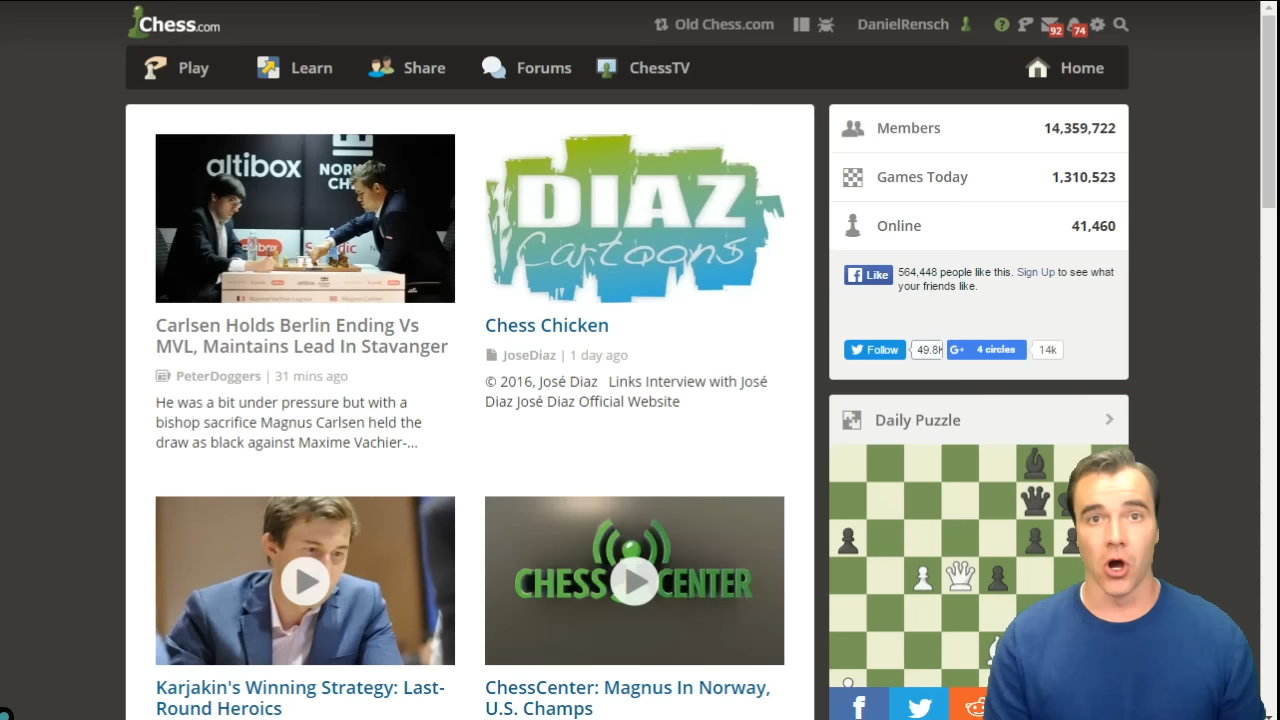 Chess.com
Old Chess.com
DanielRensch
92
74
Play
Learn
Share
Forums
ChessTV
Home
altibox
NORW
CH
Carlsen Holds Berlin Ending Vs
MVL, Maintains Lead In Stavanger
PeterDoggers | 31 mins ago
He was a bit under pressure but with a
bishop sacrifice Magnus Carlsen held the
draw as black against Maxime Vachier-...
DIAZ
Cartoons
Chess Chicken
JoseDiaz | 1 day ago
© 2016, José Diaz Links Interview with José
Diaz José Diaz Official Website
Karjakin's Winning Strategy: Last-
Round Heroics
CHESS CENTER
ChessCenter: Magnus In Norway,
U.S. Champs
Members 14,359,722
Games Today 1,310,523
Online 41,460
Like
564,448 people like this. Sign Up to see what
your friends like.
Follow
49.8K
G+ 4 circles
14k
Daily Puzzle